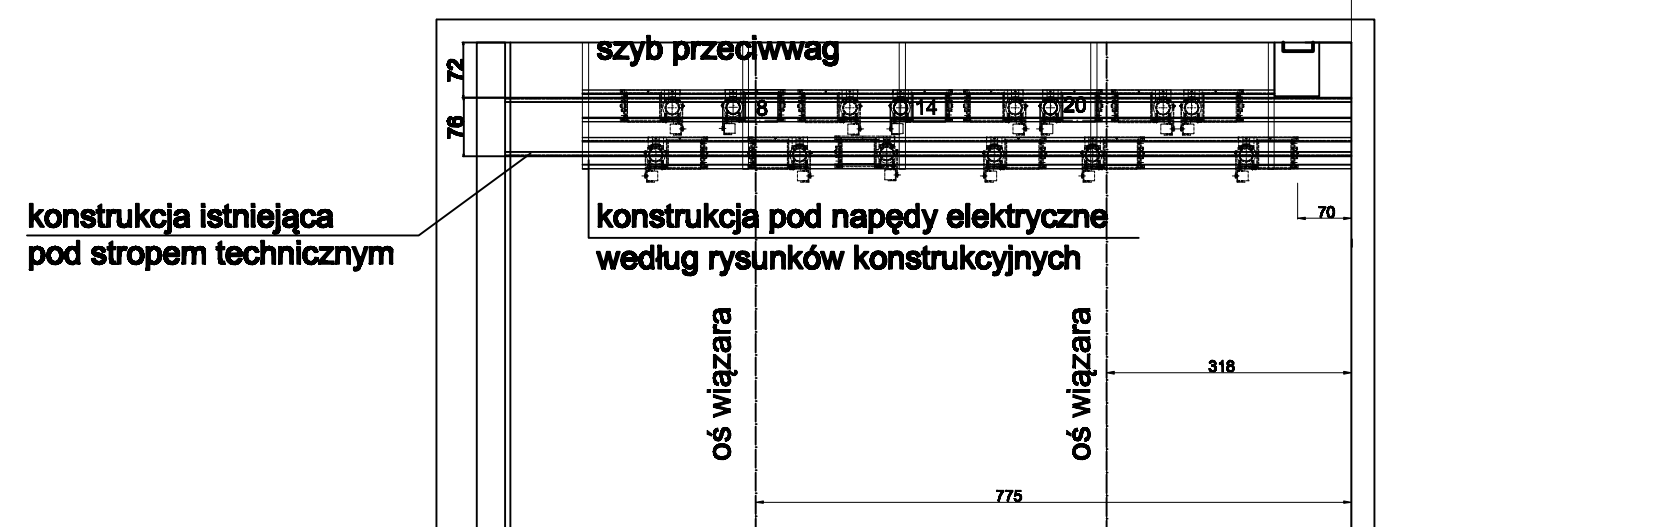 szyb przeciwwag
72
8
14
20
76
konstrukcja istniejąca
pod stropem technicznym
konstrukcja pod napędy elektryczne
według rysunków konstrukcyjnych
70
oś wiązara
oś wiązara
318
775